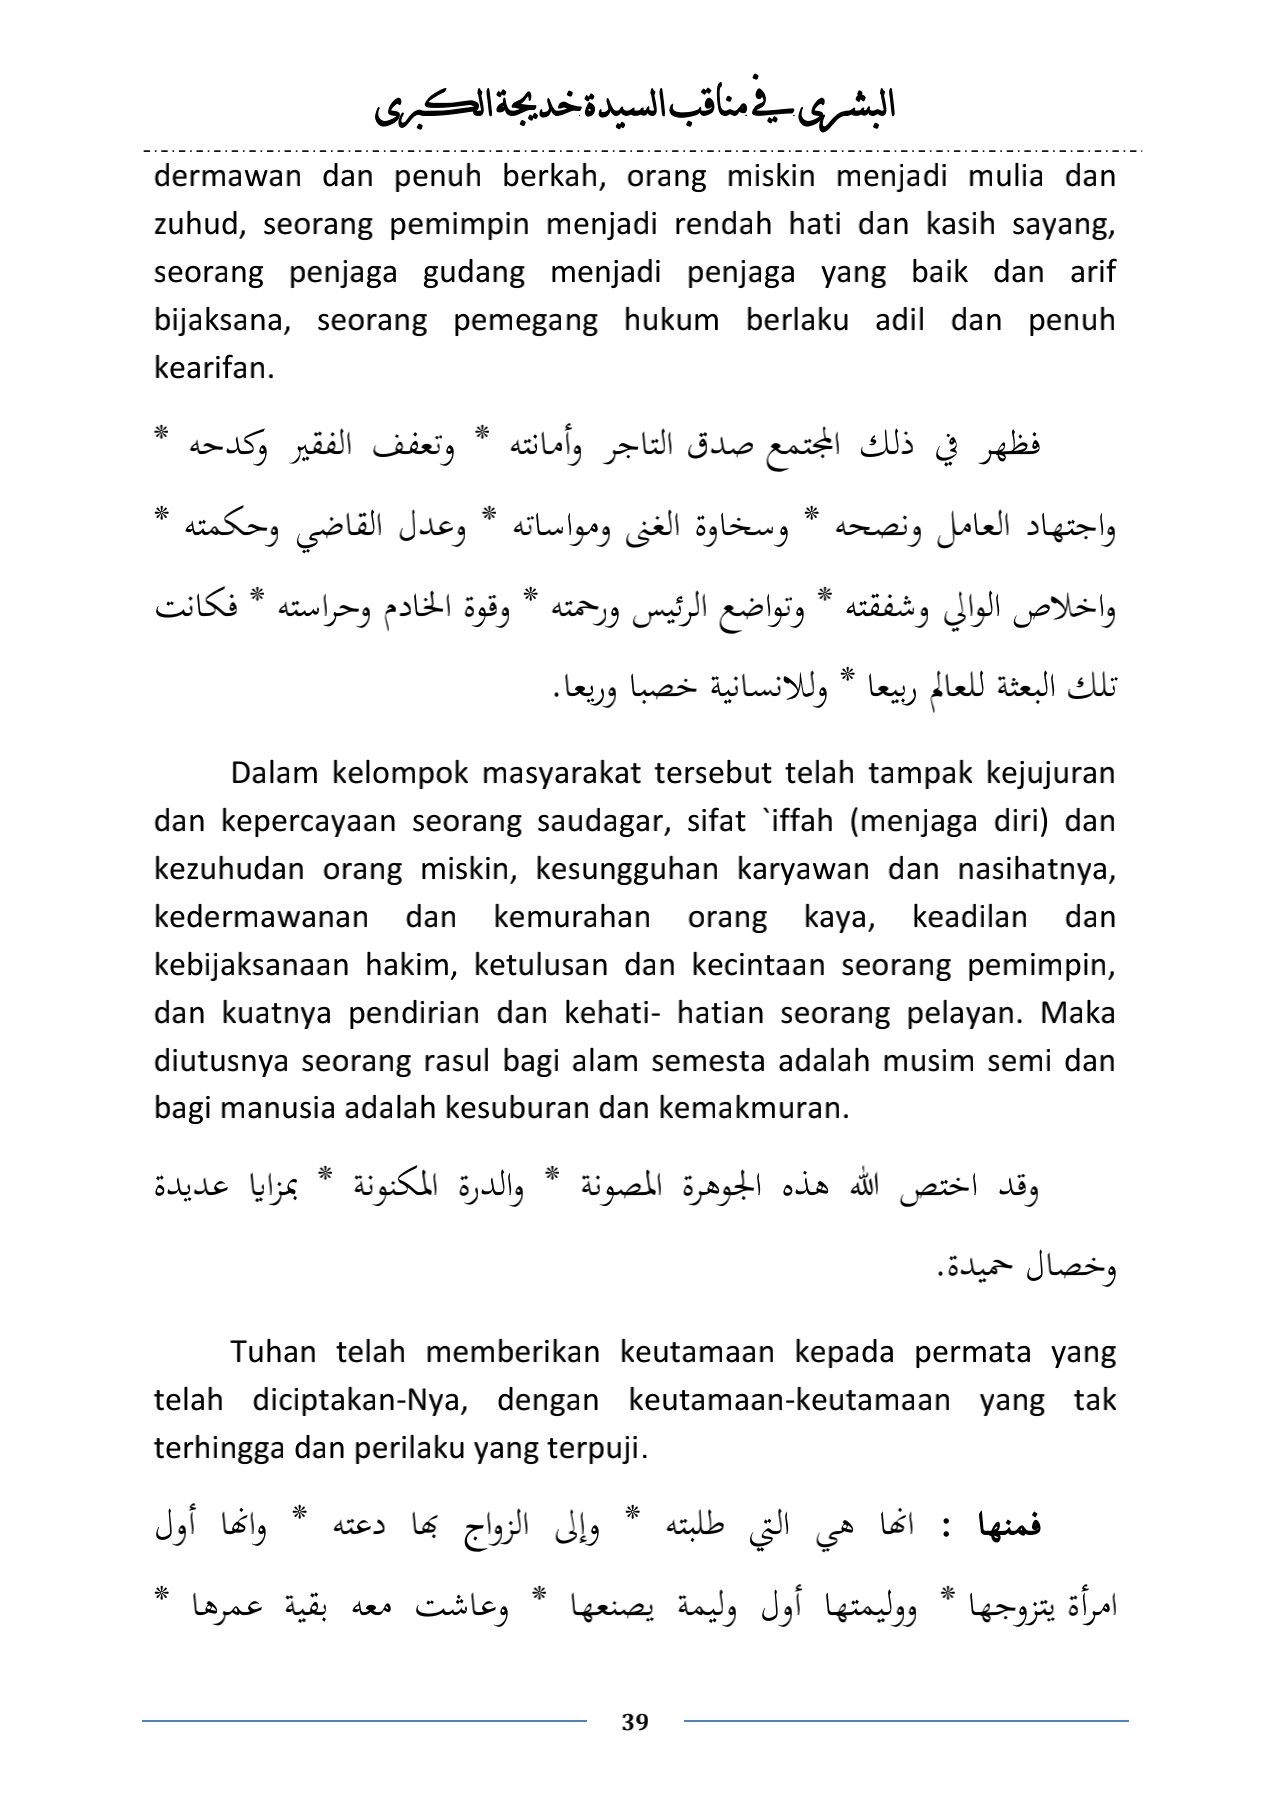 البشرى في مناقب السيدة خديجة الكبرى
dermawan dan penuh berkah, orang miskin menjadi mulia dan
zuhud, seorang pemimpin menjadi rendah hati dan kasih sayang,
seorang penjaga gudang menjadi penjaga yang baik dan arif
bijaksana, seorang pemegang hukum berlaku adil dan penuh
kearifan.
فظهر في ذلك المجتمع صدق التاجر وأمانته * وتعفف الفقير وكدحه *
واجتهاد العامل ونصحه * وسخاوة الغنى ومواساته * وعدل القاضي وحكمته *
واخلاص الوالي وشفقته * وتواضع الرئيس ورحمته * وقوة الخادم وحراسته * فكانت
تلك البعثة للعالم ربيعا * وللانسانية خصبا وريعا.
Dalam kelompok masyarakat tersebut telah tampak kejujuran
dan kepercayaan seorang saudagar, sifat `iffah (menjaga diri) dan
kezuhudan orang miskin, kesungguhan karyawan dan nasihatnya,
kedermawanan dan kemurahan orang kaya, keadilan dan
kebijaksanaan hakim, ketulusan dan kecintaan seorang pemimpin,
dan kuatnya pendirian dan kehati- hatian seorang pelayan. Maka
diutusnya seorang rasul bagi alam semesta adalah musim semi dan
bagi manusia adalah kesuburan dan kemakmuran.
وقد اختص الله هذه الجوهرة المصونة * والدرة المكنونة * بمزايا عديدة
وخصال حميدة.
Tuhan telah memberikan keutamaan kepada permata yang
telah diciptakan-Nya, dengan keutamaan-keutamaan yang tak
terhingga dan perilaku yang terpuji.
فمنها : انها هي التي طلبته * وإلى الزواج بها دعته * وانها أول
امرأة يتزوجها * ووليمتها أول وليمة يصنعها * وعاشت معه بقية عمرها *
39